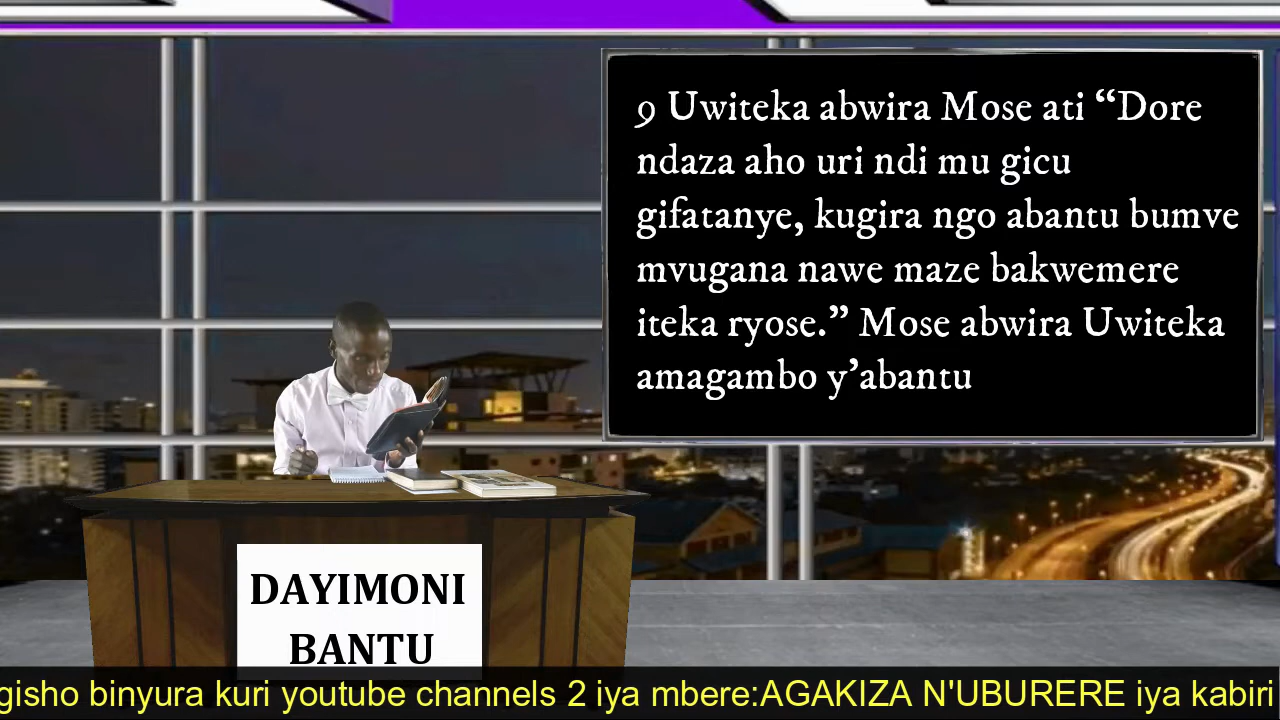 9 Uwiteka abwira Mose ati “Dore
ndaza aho uri ndi mu gicu
gifatanye, kugira ngo abantu bumve
mvugana nawe maze bakwemere
iteka ryose.” Mose abwira Uwiteka
amagambo y’abantu
DAYIMONI
BANTU
gisho binyura kuri youtube channels 2 iya mbere:AGAKIZA N'UBURERE iya kabiri